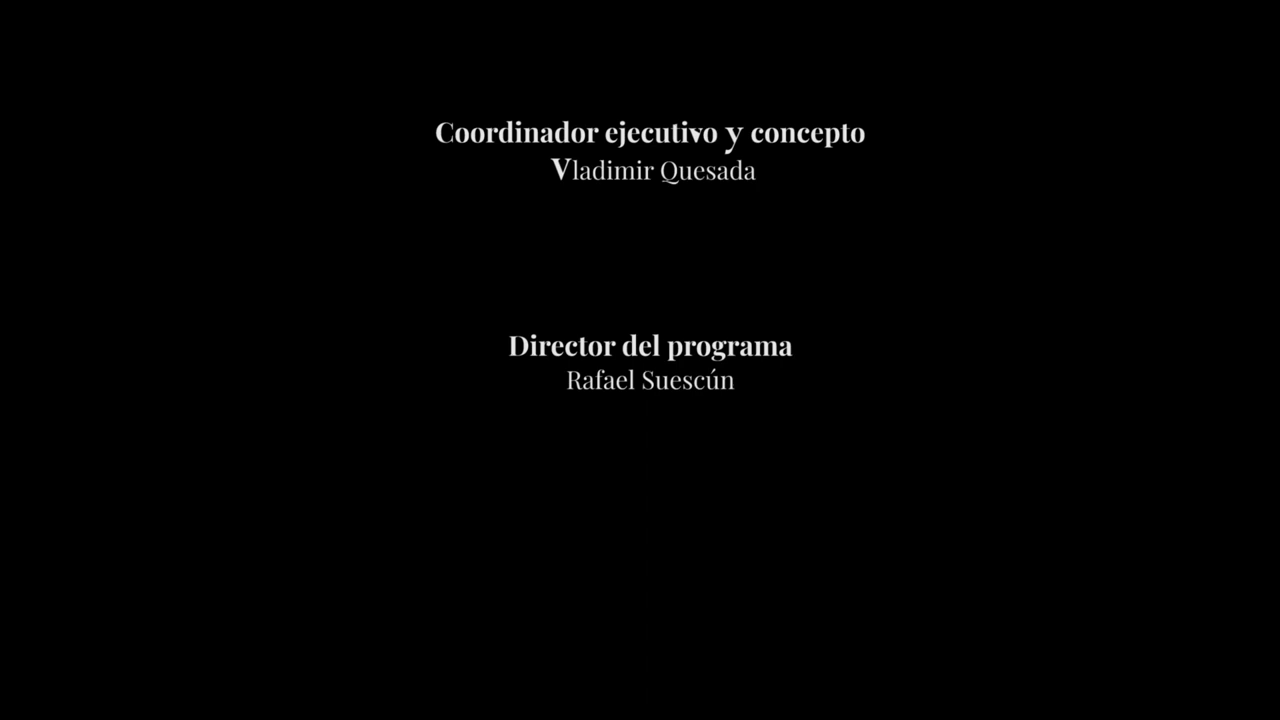 Coordinador ejecutivo y concepto
Vladimir Quesada
Director del programa
Rafael Suescún